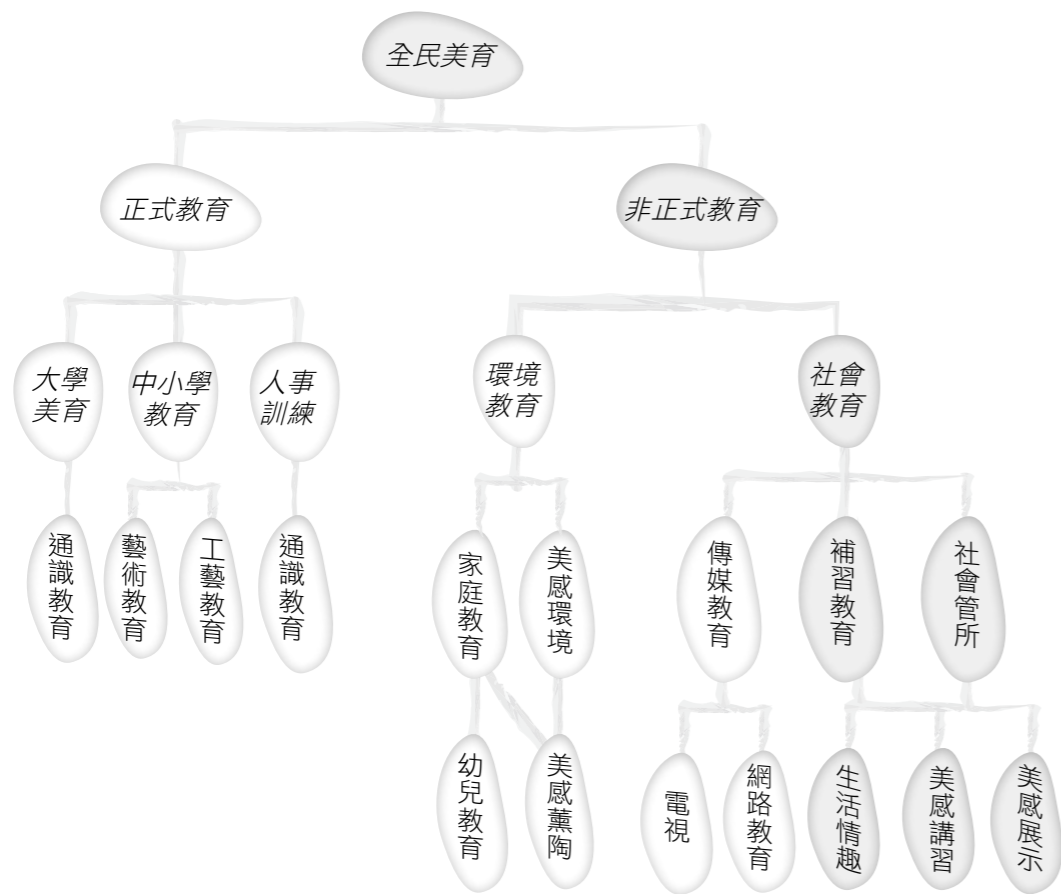 全民美育
正式教育
非正式教育
大學
美育
中小學
教育
人事
訓練
環境
教育
社會
教育
通識教育
藝術教育
工藝教育
通識教育
家庭教育
美感環境
傳媒教育
補習教育
社會管所
幼兒教育
美感薰陶
電視
網路教育
生活情趣
美感講習
美感展示